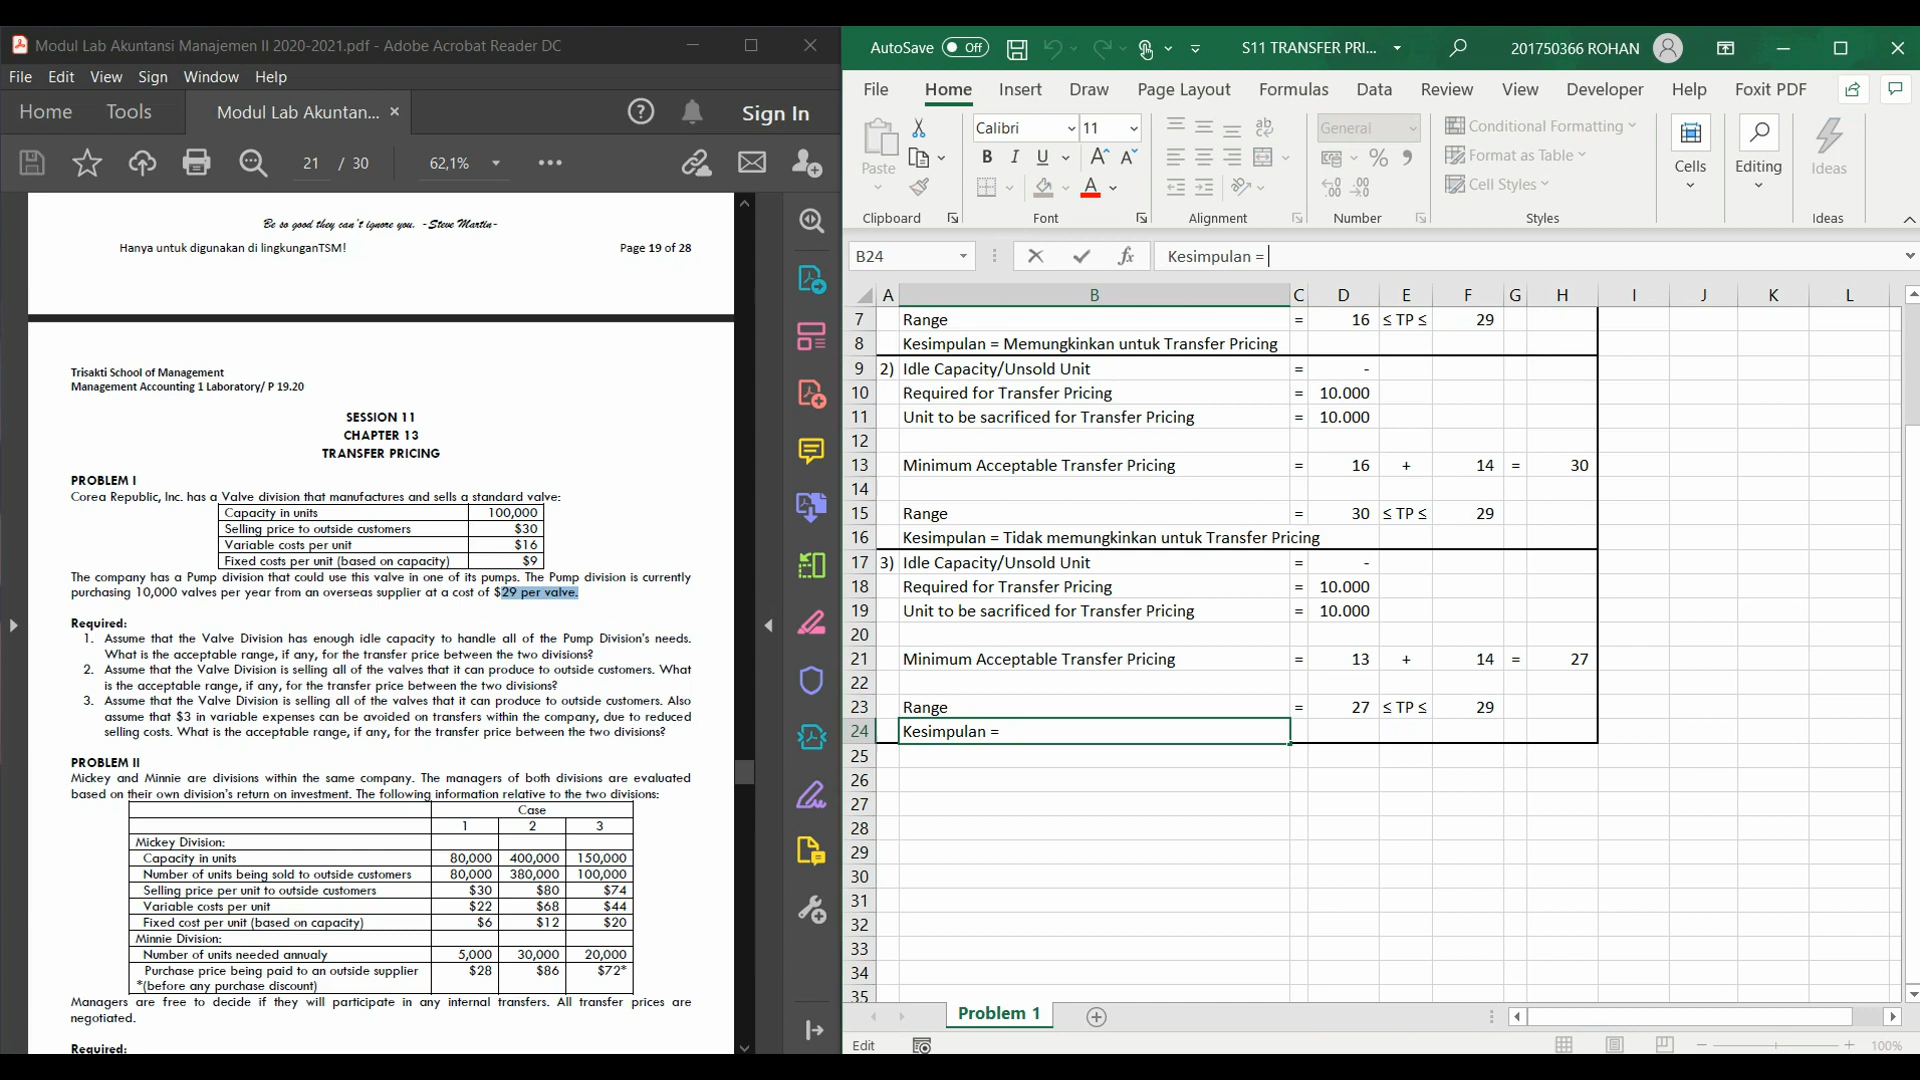 Modul Lab Akuntansi Manajemen II 2020-2021.pdf - Adobe Acrobat Reader DC
File Edit View Sign Window Help
Home Tools Modul Lab Akuntan... × Sign In
21 / 30 62,1%
Be so good they can't ignore you. -Steve Martin-
Hanya untuk digunakan di lingkunganTSM! Page 19 of 28
Trisakti School of Management
Management Accounting 1 Laboratory/ P 19.20
SESSION 11
CHAPTER 13
TRANSFER PRICING
PROBLEM I
Corea Republic, Inc. has a Valve division that manufactures and sells a standard valve:
Capacity in units 100,000
Selling price to outside customers $30
Variable costs per unit $16
Fixed costs per unit (based on capacity) $9
The company has a Pump division that could use this valve in one of its pumps. The Pump division is currently
purchasing 10,000 valves per year from an overseas supplier at a cost of $29 per valve.
Required:
1. Assume that the Valve Division has enough idle capacity to handle all of the Pump Division's needs.
What is the acceptable range, if any, for the transfer price between the two divisions?
2. Assume that the Valve Division is selling all of the valves that it can produce to outside customers. What
is the acceptable range, if any, for the transfer price between the two divisions?
3. Assume that the Valve Division is selling all of the valves that it can produce to outside customers. Also
assume that $3 in variable expenses can be avoided on transfers within the company, due to reduced
selling costs. What is the acceptable range, if any, for the transfer price between the two divisions?
PROBLEM II
Mickey and Minnie are divisions within the same company. The managers of both divisions are evaluated
based on their own division's return on investment. The following information relative to the two divisions:
Case
1 2 3
Mickey Division:
Capacity in units 80,000 400,000 150,000
Number of units being sold to outside customers 80,000 380,000 100,000
Selling price per unit to outside customers $30 $80 $74
Variable costs per unit $22 $68 $44
Fixed cost per unit (based on capacity) $6 $12 $20
Minnie Division:
Number of units needed annualy 5,000 30,000 20,000
Purchase price being paid to an outside supplier $28 $86 $72*
*(before any purchase discount)
Managers are free to decide if they will participate in any internal transfers. All transfer prices are
negotiated.
Required:
AutoSave Off S11 TRANSFER PRI... 201750366 ROHAN
File Home Insert Draw Page Layout Formulas Data Review View Developer Help Foxit PDF
Paste Calibri 11 General Conditional Formatting
B I U Format as Table Cells Editing Ideas
Cell Styles
Clipboard Font Alignment Number Styles Ideas
B24 fx Kesimpulan =
A B C D E F G H I J K L
7 Range = 16 ≤ TP ≤ 29
8 Kesimpulan = Memungkinkan untuk Transfer Pricing
9 2) Idle Capacity/Unsold Unit = -
10 Required for Transfer Pricing = 10.000
11 Unit to be sacrificed for Transfer Pricing = 10.000
12
13 Minimum Acceptable Transfer Pricing = 16 + 14 = 30
14
15 Range = 30 ≤ TP ≤ 29
16 Kesimpulan = Tidak memungkinkan untuk Transfer Pricing
17 3) Idle Capacity/Unsold Unit = -
18 Required for Transfer Pricing = 10.000
19 Unit to be sacrificed for Transfer Pricing = 10.000
20
21 Minimum Acceptable Transfer Pricing = 13 + 14 = 27
22
23 Range = 27 ≤ TP ≤ 29
24 Kesimpulan =
25
26
27
28
29
30
31
32
33
34
35
Problem 1
Edit 100%